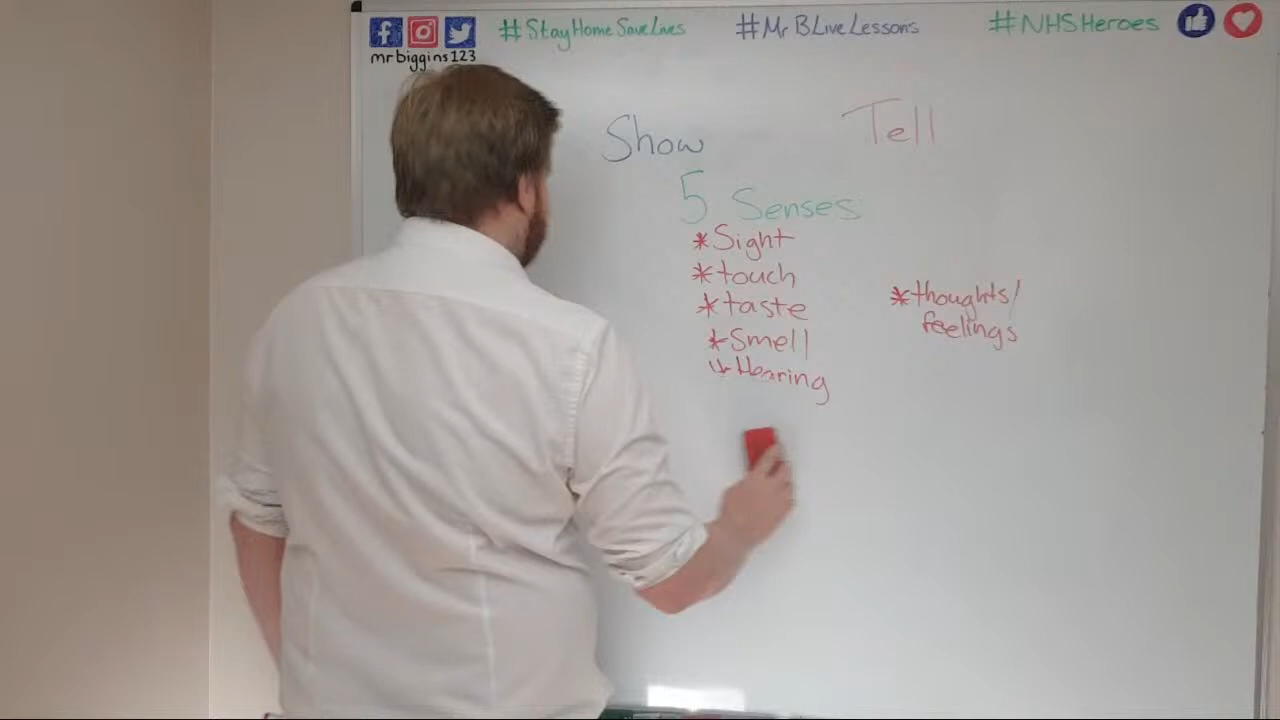 #StayHomeSaveLives #MrBLiveLessons #NHSHeroes
mrbiggins123
Show Tell
5 Senses
*Sight
*touch
*taste
*Smell
*Hearing
*thoughts/
feelings